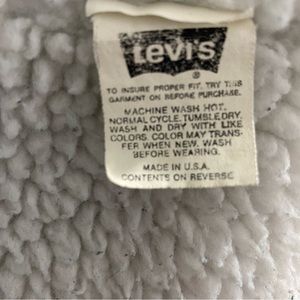 Levi's
®
TO INSURE PROPER FIT, TRY THIS
GARMENT ON BEFORE PURCHASE.
MACHINE WASH HOT,
NORMAL CYCLE. TUMBLE DRY.
WASH AND DRY WITH LIKE
COLORS. COLOR MAY TRANS-
FER WHEN NEW. WASH
BEFORE WEARING.
MADE IN U.S.A.
CONTENTS ON REVERSE